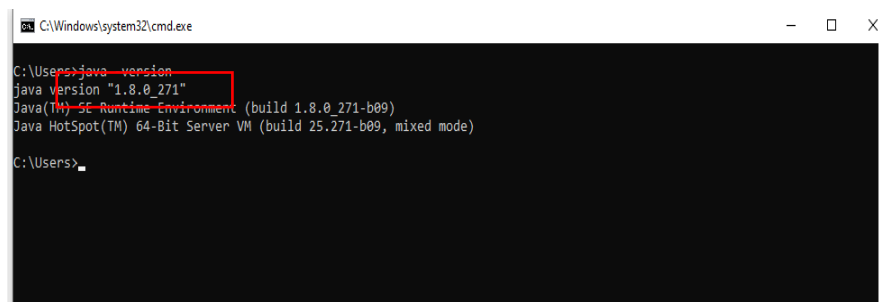 C:\Windows\system32\cmd.exe
C:\Users>java -version
java version "1.8.0_271"
Java(TM) SE Runtime Environment (build 1.8.0_271-b09)
Java HotSpot(TM) 64-Bit Server VM (build 25.271-b09, mixed mode)
C:\Users>